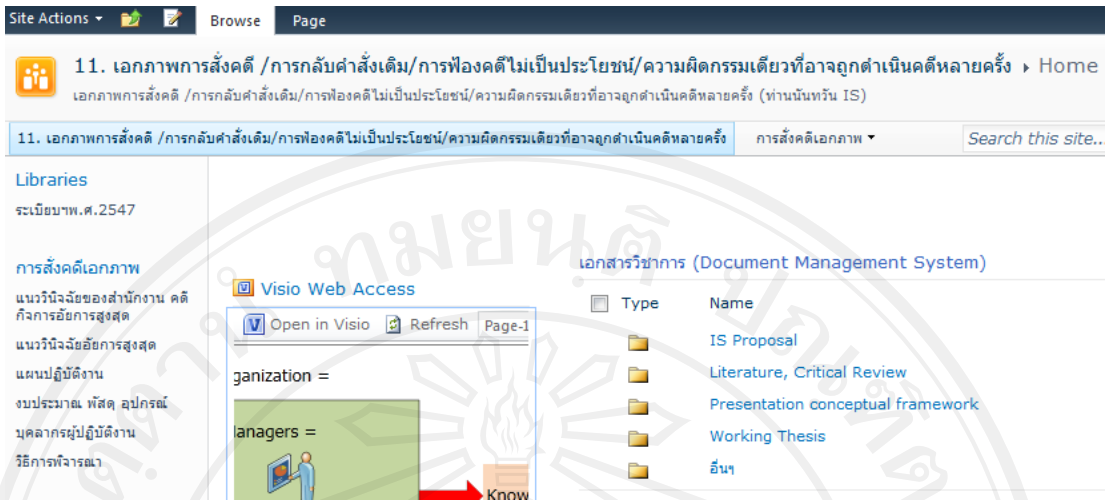 Site Actions
Browse
Page
11. เอกภาพการสั่งคดี /การกลับคำสั่งเดิม/การฟ้องคดีไม่เป็นประโยชน์/ความผิดกรรมเดียวที่อาจถูกดำเนินคดีหลายครั้ง Home
เอกภาพการสั่งคดี /การกลับคำสั่งเดิม/การฟ้องคดีไม่เป็นประโยชน์/ความผิดกรรมเดียวที่อาจถูกดำเนินคดีหลายครั้ง (ท่านนันทวัน IS)
11. เอกภาพการสั่งคดี /การกลับคำสั่งเดิม/การฟ้องคดีไม่เป็นประโยชน์/ความผิดกรรมเดียวที่อาจถูกดำเนินคดีหลายครั้ง
การสั่งคดีเอกภาพ
Search this site...
Libraries
ระเบียบฯพ.ศ.2547
การสั่งคดีเอกภาพ
แนววินิจฉัยของสำนักงาน คดี
กิจการอัยการสูงสุด
แนววินิจฉัยอัยการสูงสุด
แผนปฏิบัติงาน
งบประมาณ พัสดุ อุปกรณ์
บุคลากรผู้ปฏิบัติงาน
วิธีการพิจารณา
Visio Web Access
Open in Visio
Refresh
Page-1
ganization =
lanagers =
Know
เอกสารวิชาการ (Document Management System)
Type
Name
IS Proposal
Literature, Critical Review
Presentation conceptual framework
Working Thesis
อื่นๆ